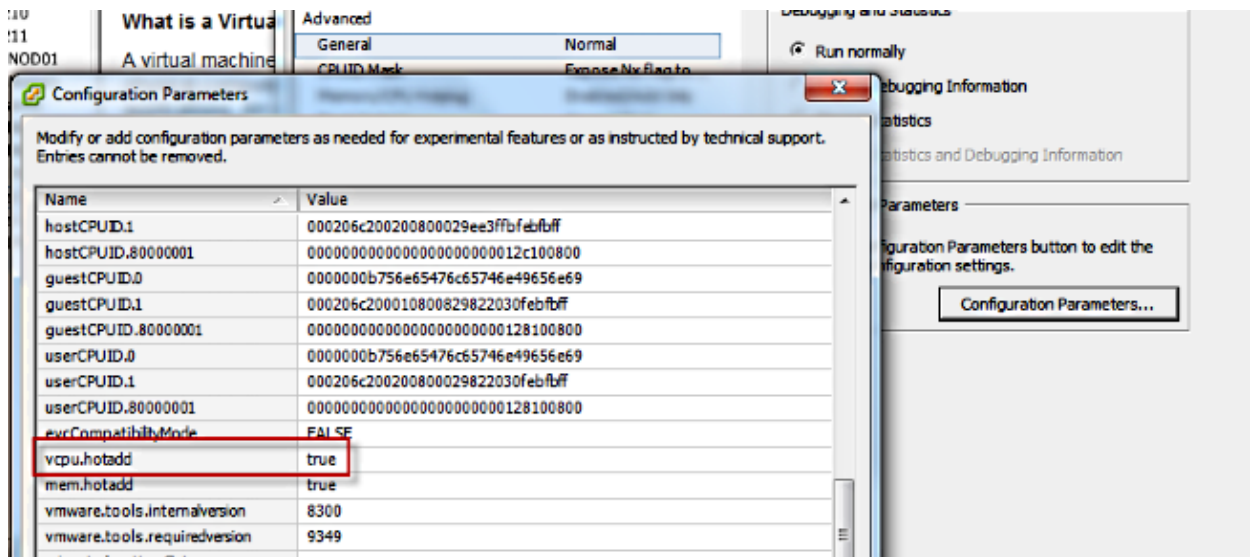 :10
:11
NOD01
What is a Virtua
A virtual machine
Advanced
General Normal
CPUID Mask Expose Nx flag to
Debugging and Statistics
Run normally
ebugging Information
atistics
atistics and Debugging Information
Parameters
figuration Parameters button to edit the
nfiguration settings.
Configuration Parameters...
Configuration Parameters
Modify or add configuration parameters as needed for experimental features or as instructed by technical support.
Entries cannot be removed.
Name Value
hostCPUID.1 000206c200200800029ee3ffbfebfbff
hostCPUID.80000001 0000000000000000000000012c100800
guestCPUID.0 0000000b756e65476c65746e49656e69
guestCPUID.1 000206c200010800829822030febfbff
guestCPUID.80000001 00000000000000000000000128100800
userCPUID.0 0000000b756e65476c65746e49656e69
userCPUID.1 000206c200200800029822030febfbff
userCPUID.80000001 00000000000000000000000128100800
evcCompatibilityMode FALSE
vcpu.hotadd true
mem.hotadd true
vmware.tools.internalversion 8300
vmware.tools.requiredversion 9349